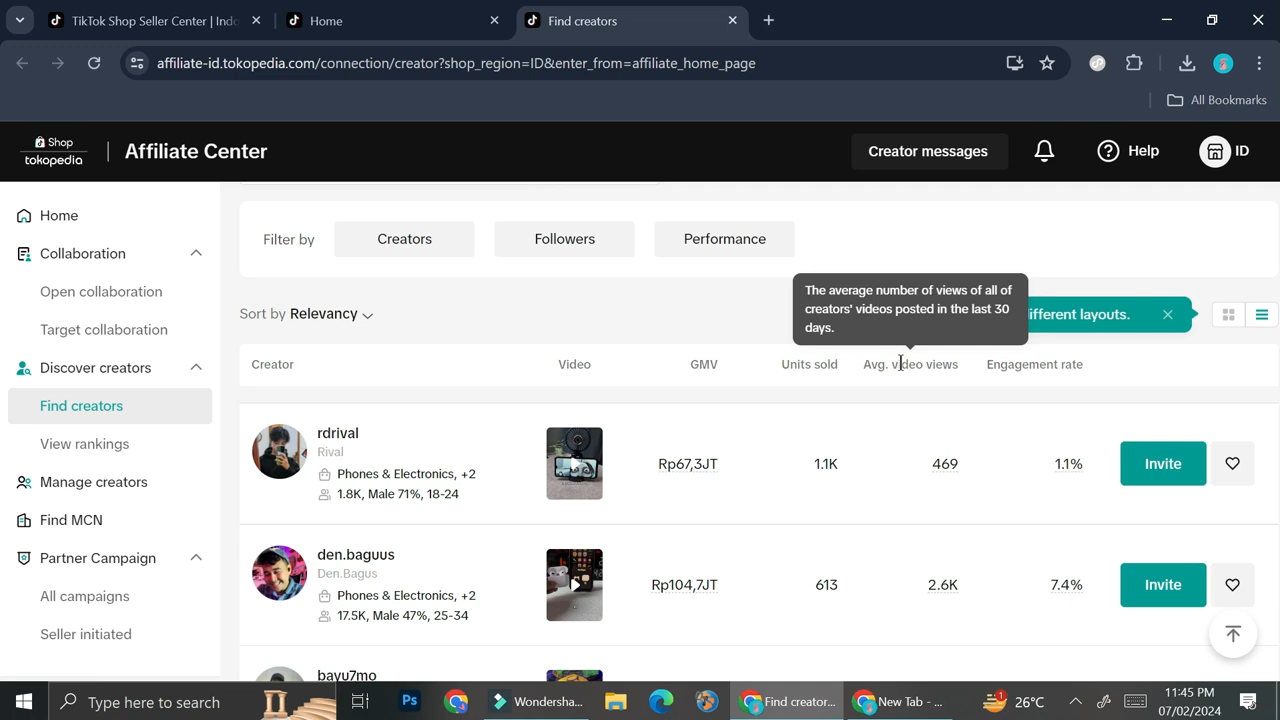 TikTok Shop Seller Center | Indo
Home
Find creators
affiliate-id.tokopedia.com/connection/creator?shop_region=ID&enter_from=affiliate_home_page
All Bookmarks
Shop
tokopedia
Affiliate Center
Creator messages
Help
ID
Home
Collaboration
Open collaboration
Target collaboration
Discover creators
Find creators
View rankings
Manage creators
Find MCN
Partner Campaign
All campaigns
Seller initiated
Filter by
Creators
Followers
Performance
Sort by Relevancy
The average number of views of all of
creators' videos posted in the last 30
days.
ifferent layouts.
Creator
Video
GMV
Units sold
Avg. video views
Engagement rate
rdrival
Rival
Phones & Electronics, +2
1.8K, Male 71%, 18-24
Rp67,3JT
1.1K
469
1.1%
Invite
den.baguus
Den.Bagus
Phones & Electronics, +2
17.5K, Male 47%, 25-34
Rp104,7JT
613
2.6K
7.4%
Invite
bayu7mo
Type here to search
Ps
Wondersha...
Find creator...
New Tab - ...
1
26°C
11:45 PM
07/02/2024